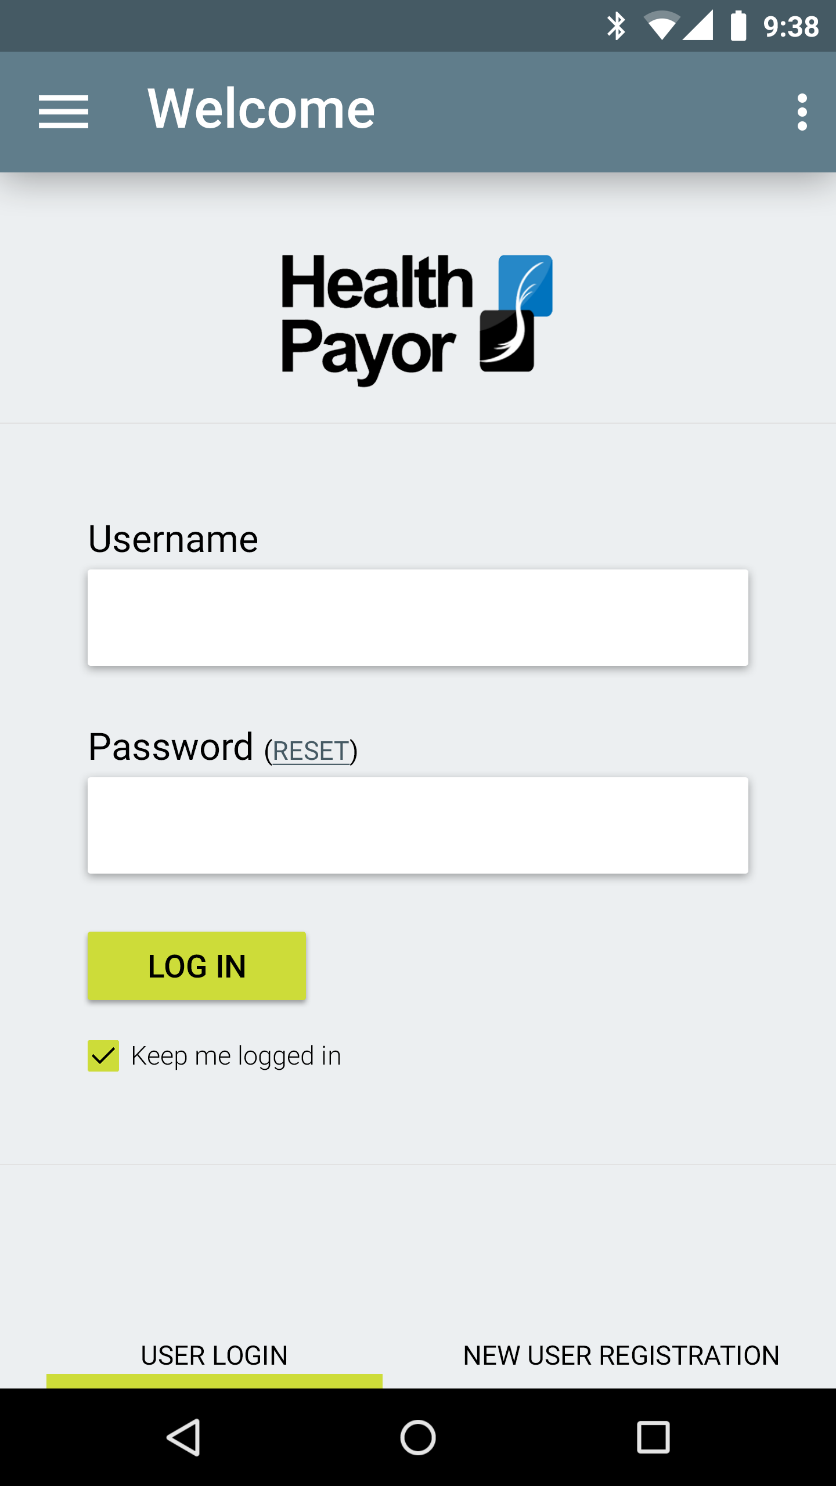 9:38
Welcome
Health
Payor
Username
Password (RESET)
LOG IN
Keep me logged in
USER LOGIN
NEW USER REGISTRATION